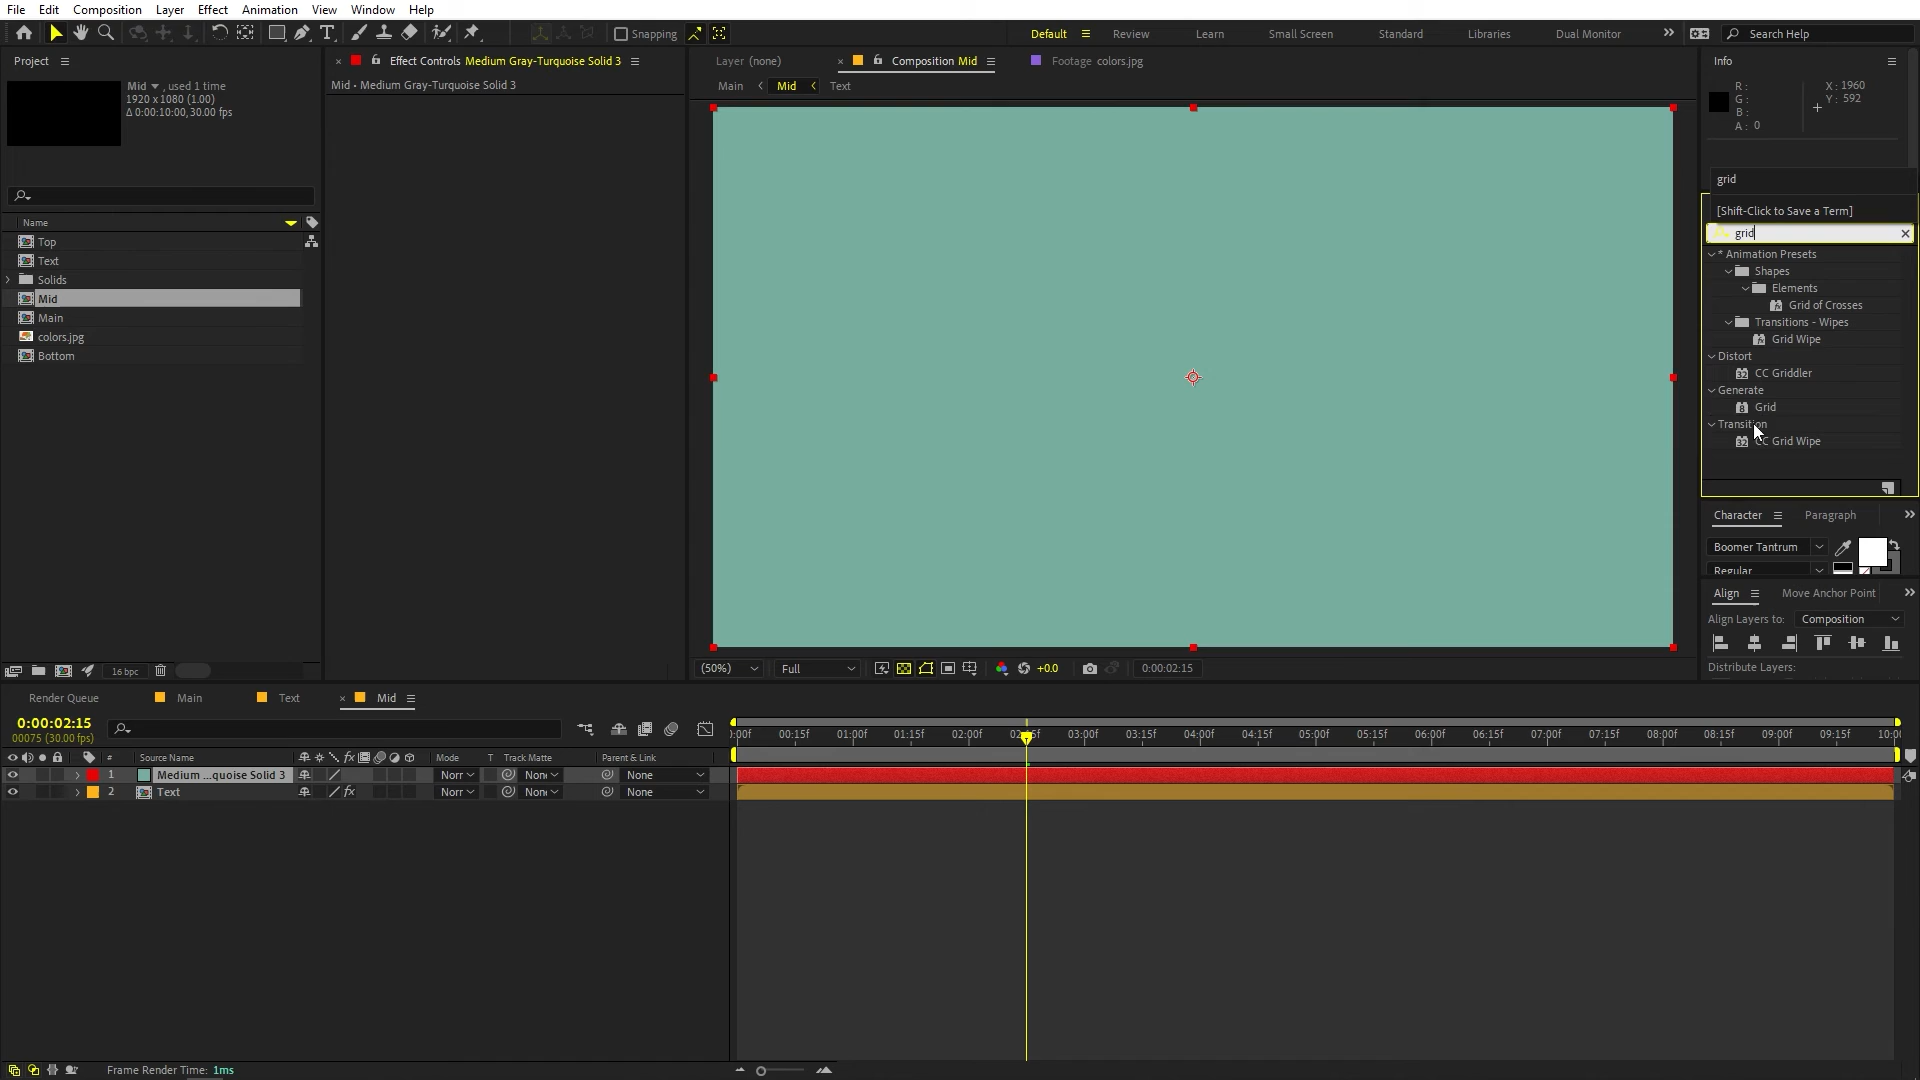 File Edit Composition Layer Effect Animation View Window Help
Snapping
Default Review Learn Small Screen Standard Libraries Dual Monitor Search Help
Project
Effect Controls Medium Gray-Turquoise Solid 3
Layer (none) Composition Mid Footage colors.jpg
Info
Mid , used 1 time
1920 x 1080 (1.00)
Δ 0:00:10:00, 30.00 fps
Mid • Medium Gray-Turquoise Solid 3
Main Mid Text
R :
G :
B :
A : 0
X : 1960
Y : 592
grid
[Shift-Click to Save a Term]
grid
* Animation Presets
Shapes
Elements
Grid of Crosses
Transitions - Wipes
Grid Wipe
Distort
CC Griddler
Generate
Grid
Transition
CC Grid Wipe
Name
Top
Text
Solids
Mid
Main
colors.jpg
Bottom
Character Paragraph
Boomer Tantrum
Regular
Align Move Anchor Point
Align Layers to: Composition
Distribute Layers:
16 bpc
(50%) Full +0.0 0:00:02:15
Render Queue Main Text Mid
0:00:02:15
00075 (30.00 fps)
:00f 00:15f 01:00f 01:15f 02:00f 03:00f 03:15f 04:00f 04:15f 05:00f 05:15f 06:00f 06:15f 07:00f 07:15f 08:00f 08:15f 09:00f 09:15f 10:00
# Source Name Mode T Track Matte Parent & Link
1 Medium ...quoise Solid 3 Norr None None
2 Text Norr None None
Frame Render Time: 1ms